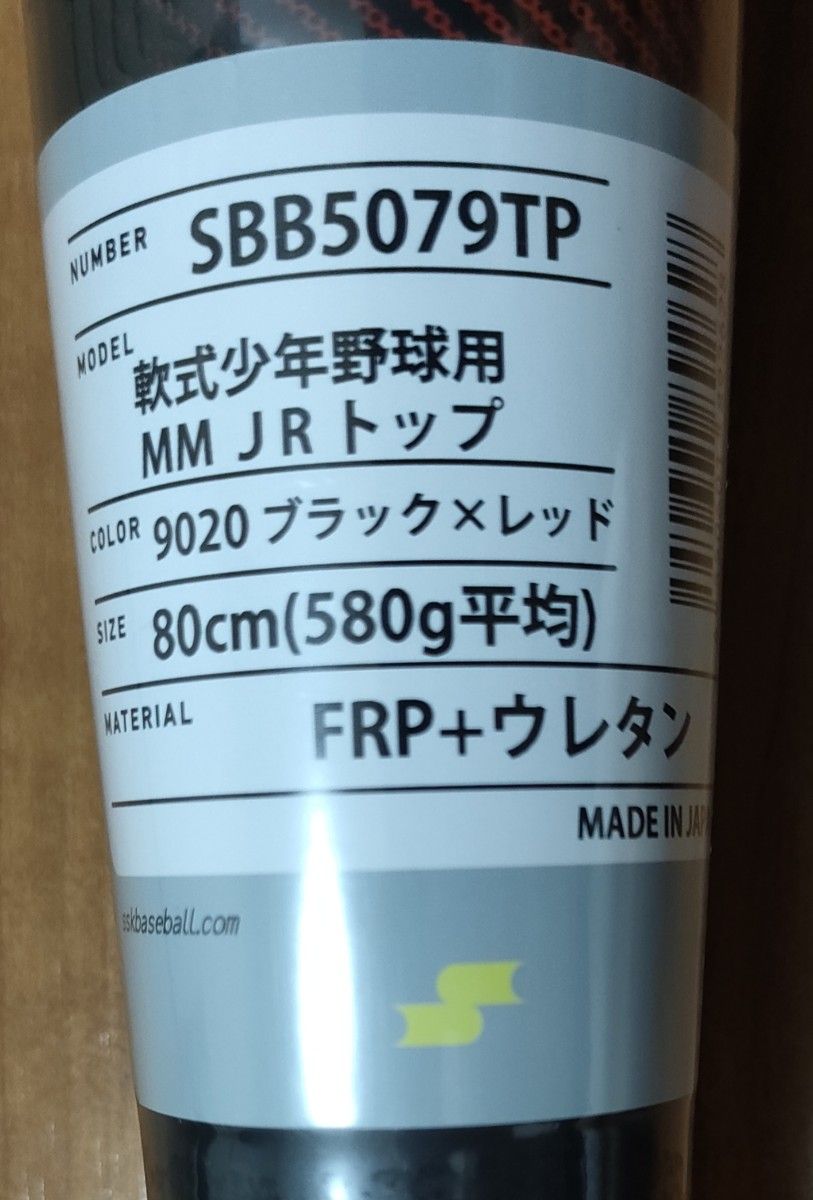 NUMBER SBB5079TP
MODEL 軟式少年野球用
MM JRトップ
COLOR 9020 ブラック×レッド
SIZE 80cm(580g平均)
MATERIAL FRP+ウレタン
MADE IN JAP
sskbaseball.com